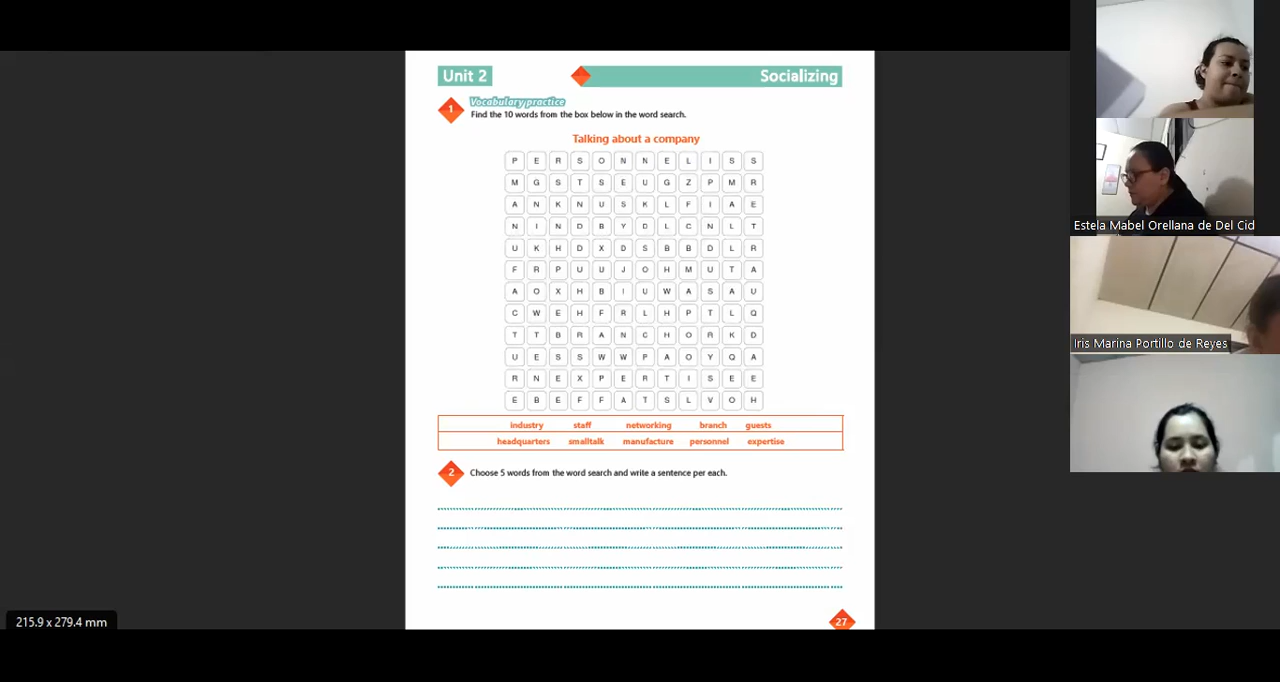 Unit 2
Socializing
1
Vocabulary practice
Find the 10 words from the box below in the word search.
Talking about a company
P E R S O N N E L I S S
M G S T S E U G Z P M R
A N K N U S K L F I A E
N I N D B Y D L C N L T
U K H D X D S B B D L R
F R P U U J O H M U T A
A O X H B I U W A S A U
C W E H F R L H P T L Q
T T B R A N C H O R K D
U E S S W W P A O Y Q A
R N E X P E R T I S E E
E B E F F A T S L V O H
industry staff networking branch guests
headquarters smalltalk manufacture personnel expertise
2
Choose 5 words from the word search and write a sentence per each.
27
215.9 x 279.4 mm
Estela Mabel Orellana de Del Cid
Iris Marina Portillo de Reyes